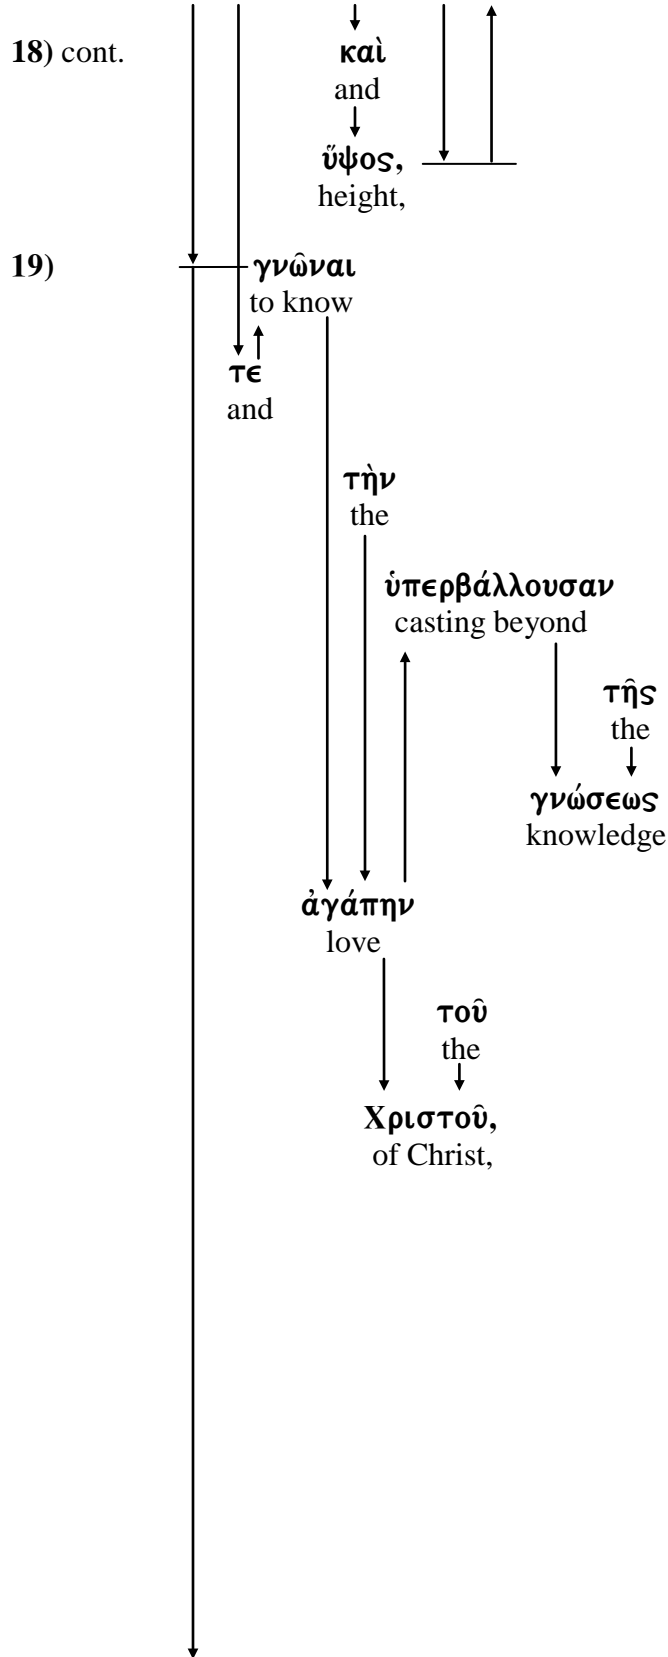 18) cont.
καὶ
and
ὕψος,
height,
19)
γνῶναι
to know
τε
and
τὴν
the
ὑπερβάλλουσαν
casting beyond
τῆς
the
γνώσεως
knowledge
ἀγάπην
love
τοῦ
the
Χριστοῦ,
of Christ,